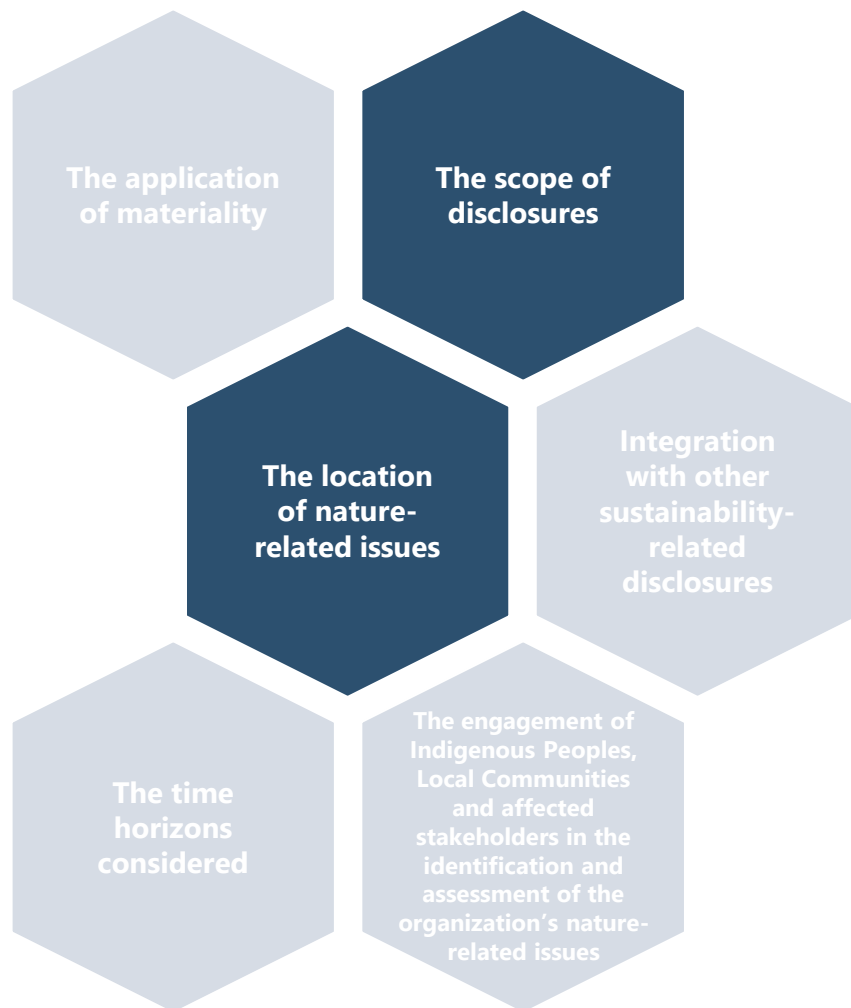 The application
of materiality
The scope of
disclosures
The location
of nature-
related issues
Integration
with other
sustainability-
related
disclosures
The time
horizons
considered
The engagement of
Indigenous Peoples,
Local Communities
and affected
stakeholders in the
identification and
assessment of the
organization’s nature-
related issues